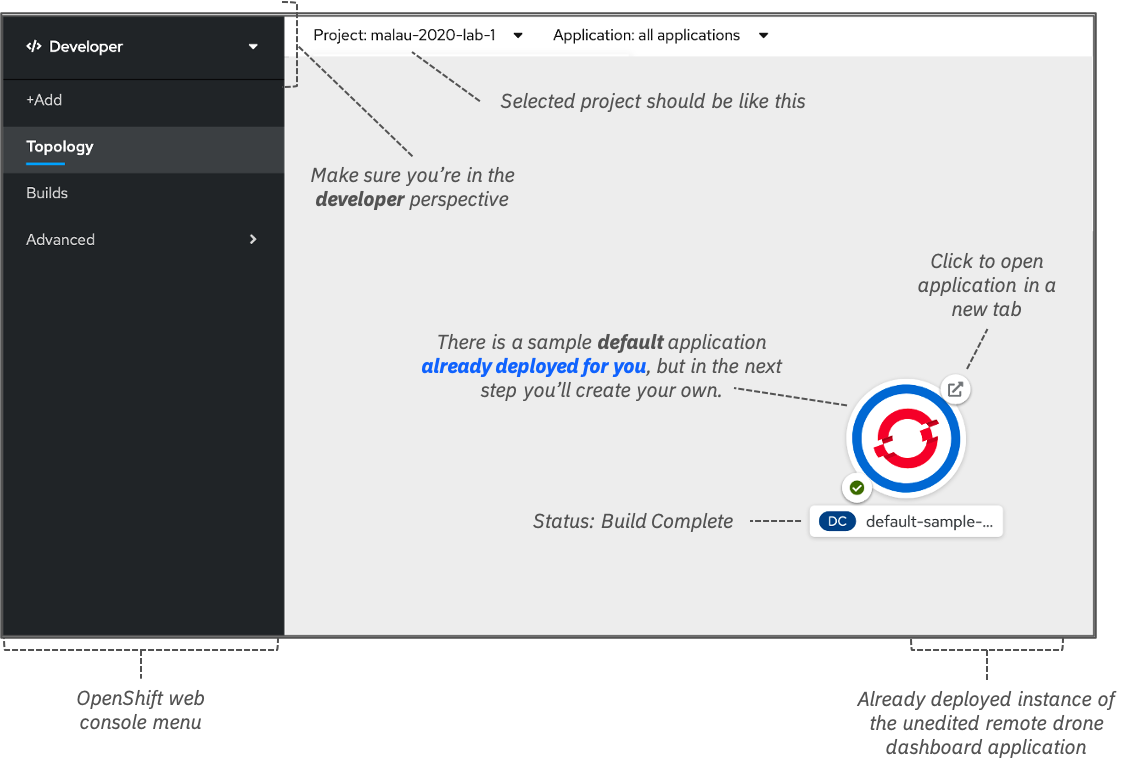 Developer
Project: malau-2020-lab-1
Application: all applications
+Add
Topology
Builds
Advanced
Selected project should be like this
Make sure you’re in the
developer perspective
Click to open
application in a
new tab
There is a sample default application
already deployed for you, but in the next
step you’ll create your own.
Status: Build Complete
DC default-sample-...
OpenShift web
console menu
Already deployed instance of
the unedited remote drone
dashboard application